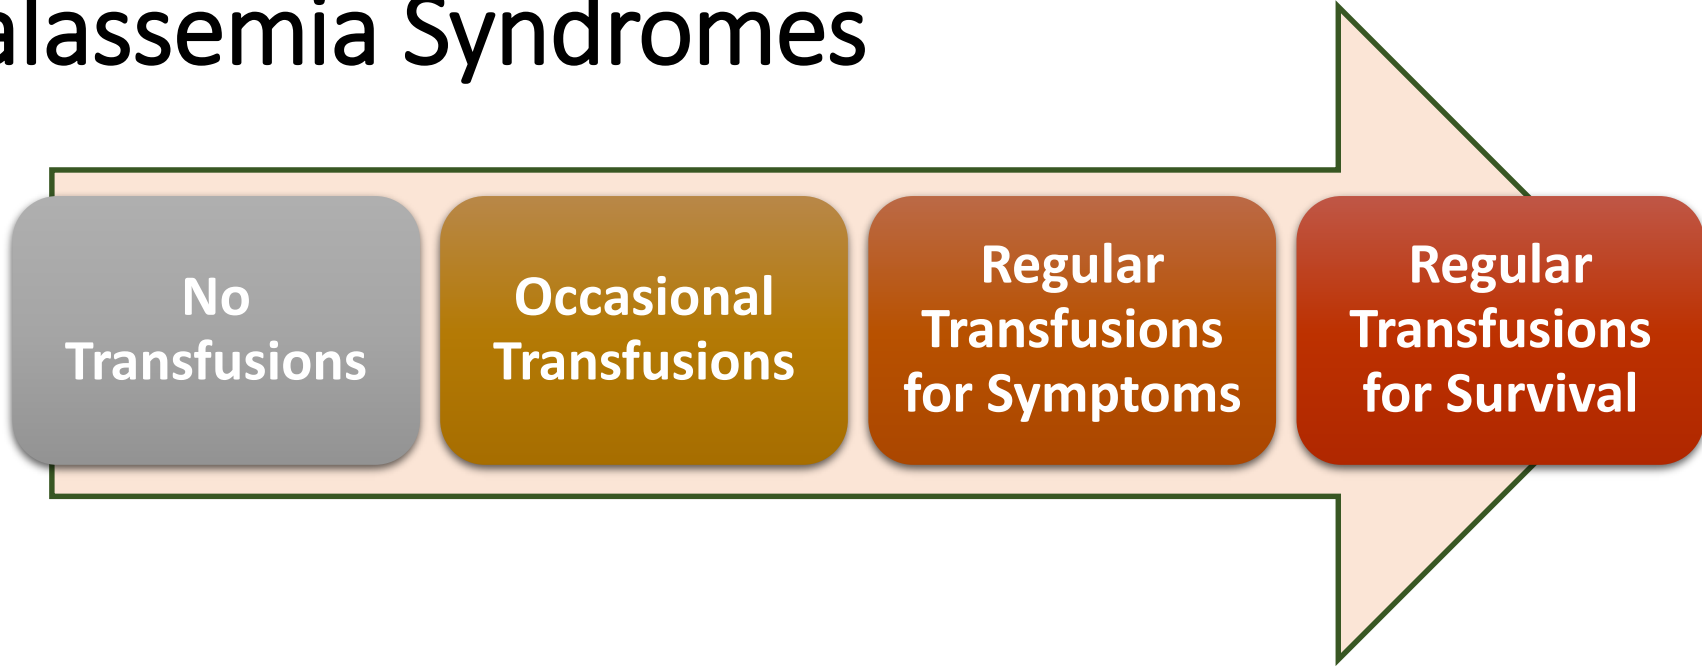 alassemia Syndromes
No
Transfusions
Occasional
Transfusions
Regular
Transfusions
for Symptoms
Regular
Transfusions
for Survival